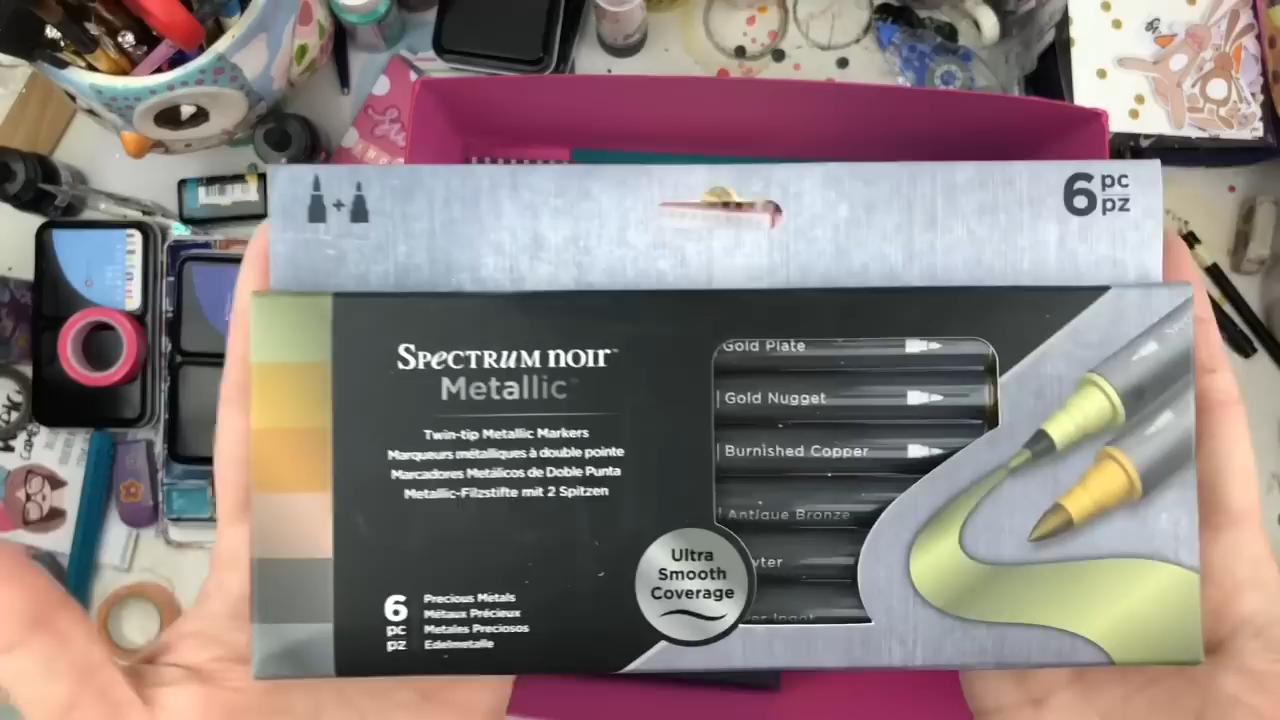 6 pc
pz
SPECTRUM NOIR™
Metallic™
Twin-tip Metallic Markers
Marqueurs métalliques à double pointe
Marcadores Metálicos de Doble Punta
Metallic-Filzstifte mit 2 Spitzen
Gold Plate
Gold Nugget
Burnished Copper
Antique Bronze
Ultra
Smooth
Coverage
6 pc
pz
Precious Metals
Métaux Précieux
Metales Preciosos
Edelmetalle